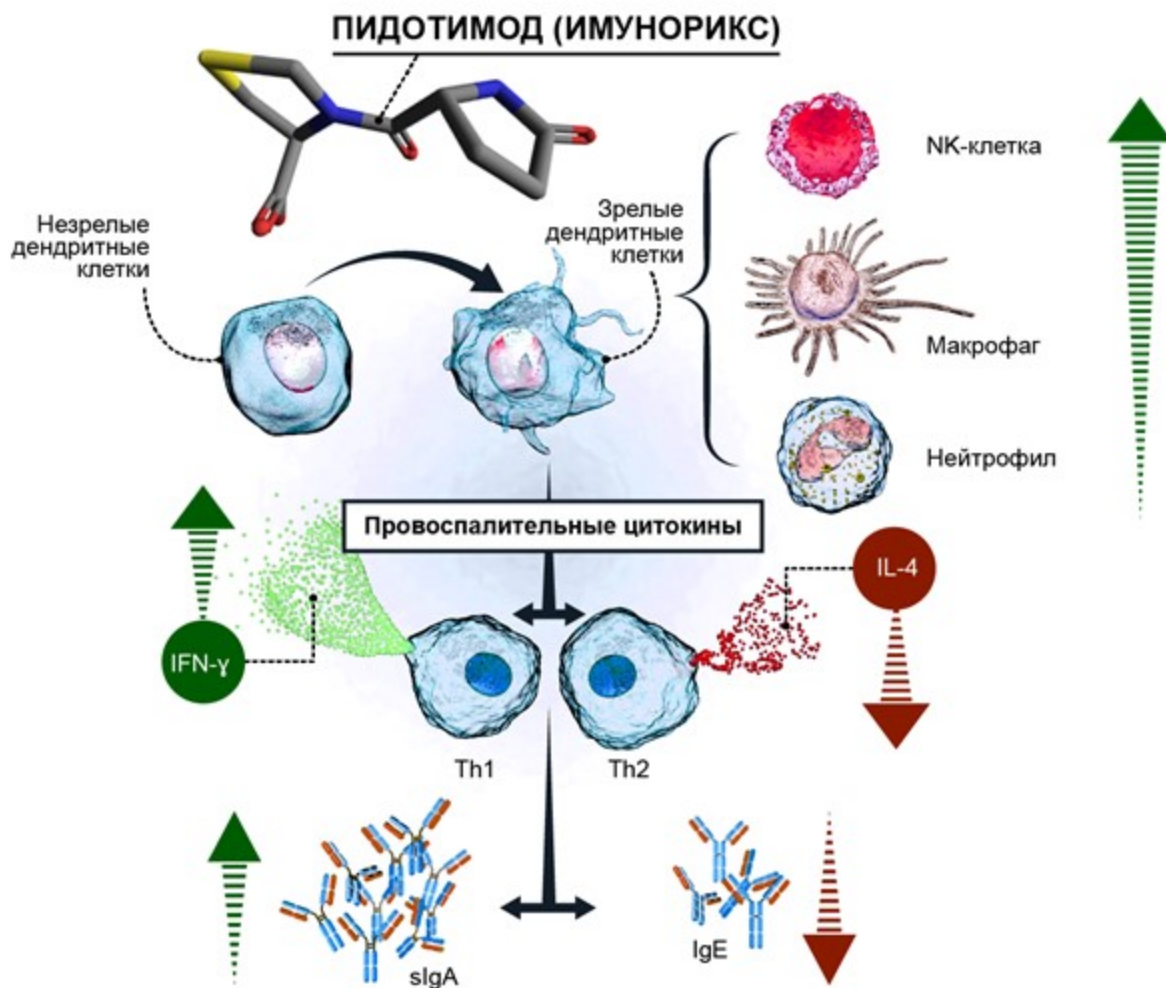 ПИДОТИМОД (ИМУНОРИКС)
NK-клетка
Незрелые
дендритные
клетки
Зрелые
дендритные
клетки
Макрофаг
Нейтрофил
Провоспалительные цитокины
IL-4
IFN-ɣ
Th1
Th2
sIgA
IgE